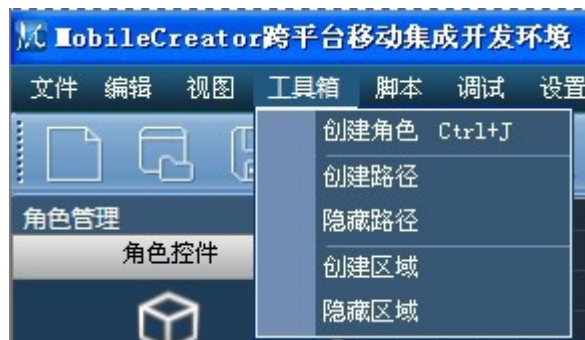 MobileCreator跨平台移动集成开发环境
文件 编辑 视图 工具箱 脚本 调试 设置
创建角色 Ctrl+J
创建路径
隐藏路径
创建区域
隐藏区域
角色管理
角色控件